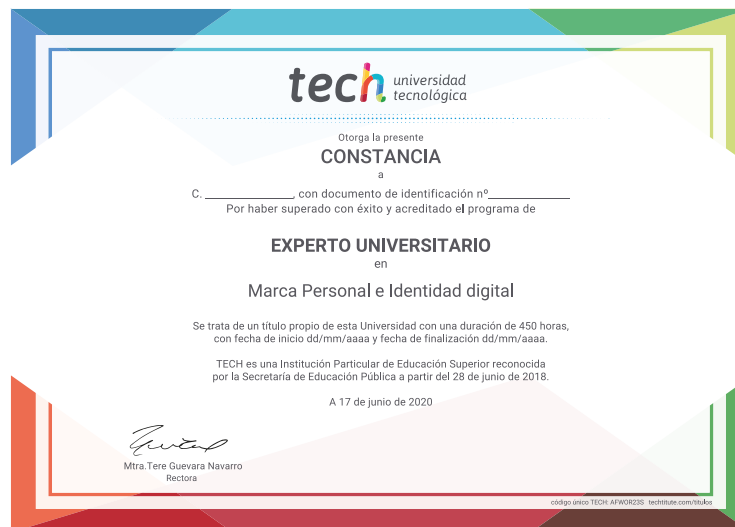 tech universidad
tecnológica
Otorga la presente
CONSTANCIA
a
C. ______________, con documento de identificación nº_____________
Por haber superado con éxito y acreditado el programa de
EXPERTO UNIVERSITARIO
en
Marca Personal e Identidad digital
Se trata de un título propio de esta Universidad con una duración de 450 horas,
con fecha de inicio dd/mm/aaaa y fecha de finalización dd/mm/aaaa.
TECH es una Institución Particular de Educación Superior reconocida
por la Secretaría de Educación Pública a partir del 28 de junio de 2018.
A 17 de junio de 2020
Mtra.Tere Guevara Navarro
Rectora
código único TECH: AFWOR23S techtitute.com/titulos